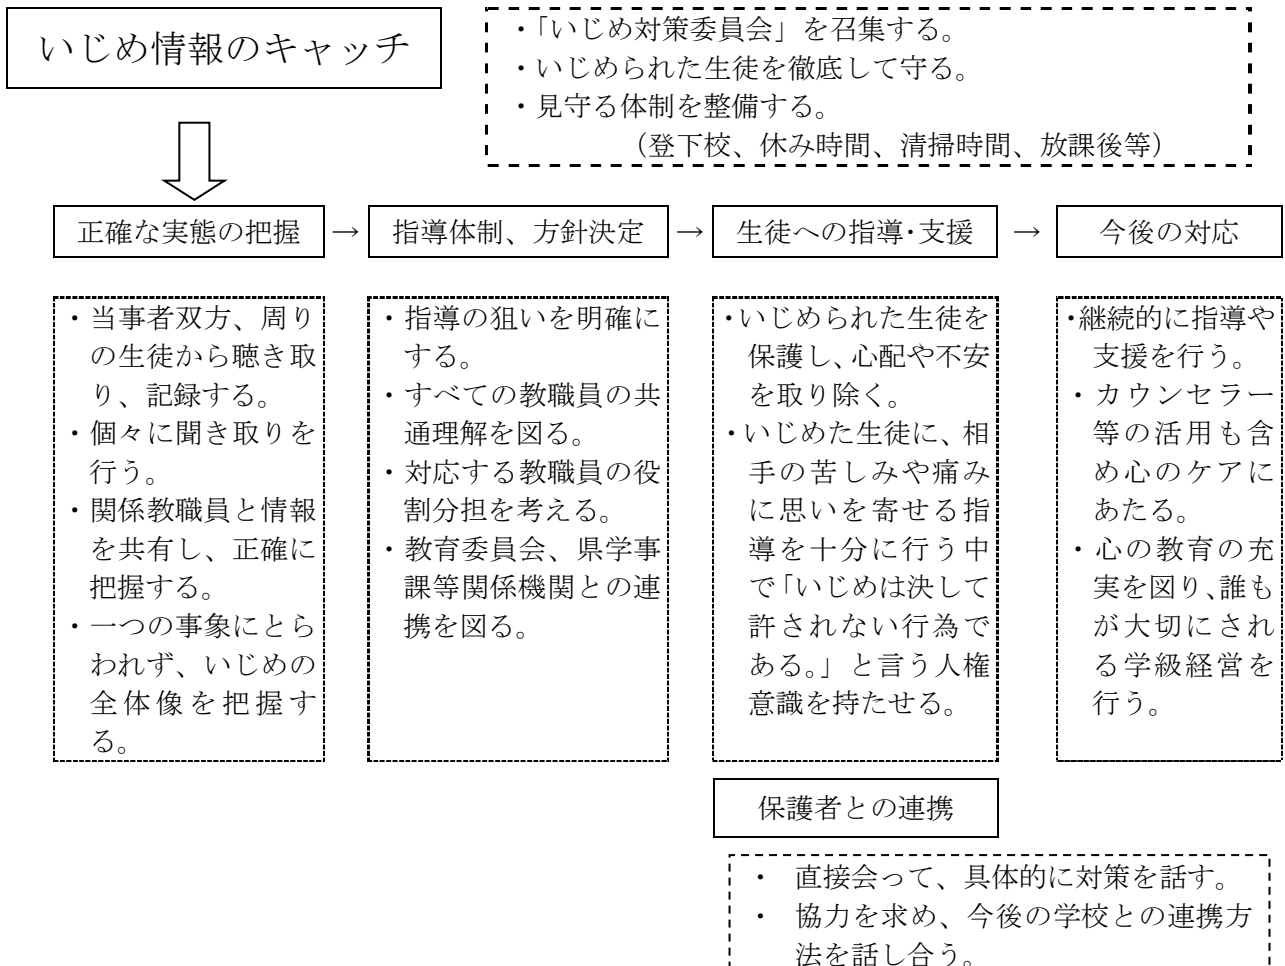 いじめ情報のキャッチ
・「いじめ対策委員会」を召集する。
・いじめられた生徒を徹底して守る。
・見守る体制を整備する。
（登下校、休み時間、清掃時間、放課後等）
正確な実態の把握
→
指導体制、方針決定
→
生徒への指導・支援
→
今後の対応
・当事者双方、周り
の生徒から聴き取
り、記録する。
・個々に聞き取りを
行う。
・関係教職員と情報
を共有し、正確に
把握する。
・一つの事象にとら
われず、いじめの
全体像を把握す
る。
・指導の狙いを明確に
する。
・すべての教職員の共
通理解を図る。
・対応する教職員の役
割分担を考える。
・教育委員会、県学事
課等関係機関との連
携を図る。
・いじめられた生徒を
保護し、心配や不安
を取り除く。
・いじめた生徒に、相
手の苦しみや痛み
に思いを寄せる指
導を十分に行う中
で「いじめは決して
許されない行為で
ある。」と言う人権
意識を持たせる。
・継続的に指導や
支援を行う。
・カウンセラー
等の活用も含
め心のケアに
あたる。
・心の教育の充
実を図り、誰も
が大切にされ
る学級経営を
行う。
保護者との連携
・ 直接会って、具体的に対策を話す。
・ 協力を求め、今後の学校との連携方
法を話し合う。